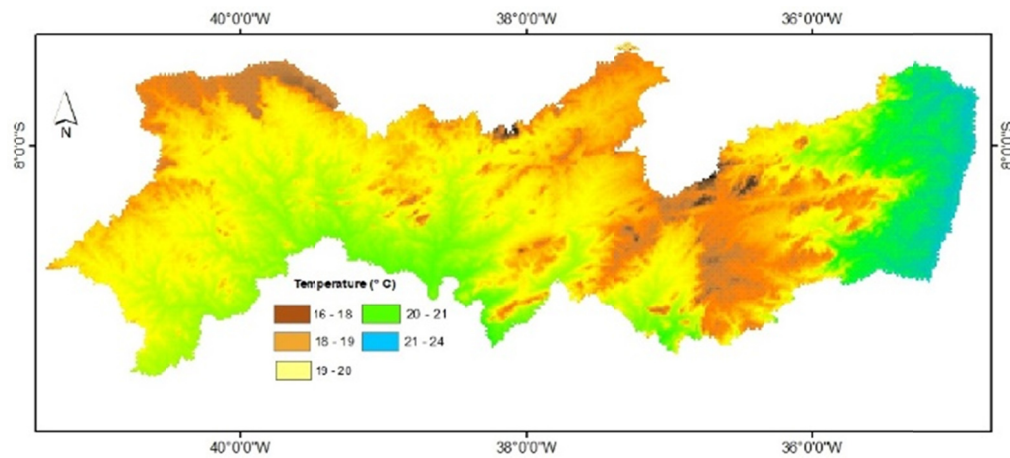 40°0'0"W 38°0'0"W 36°0'0"W
8°0'0"S
8°0'0"S
N
Temperature (° C)
16 - 18 20 - 21
18 - 19 21 - 24
19 - 20
40°0'0"W 38°0'0"W 36°0'0"W